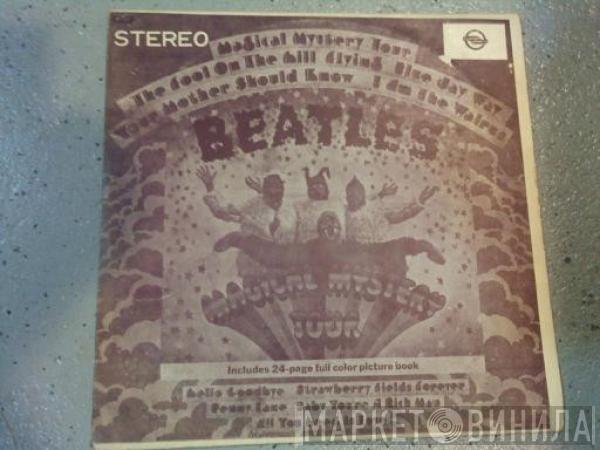 STEREO
Magical Mystery Tour
The Fool On The Hill Flying Blue Jay Way
Your Mother Should Know I Am the Walrus
BEATLES
MAGICAL MYSTERY
TOUR
Includes 24-page full color picture book
Hello Goodbye Strawberry Fields Forever
Penny Lane Baby You're A Rich Man
All You
МАРКЕТ ВИНИЛА